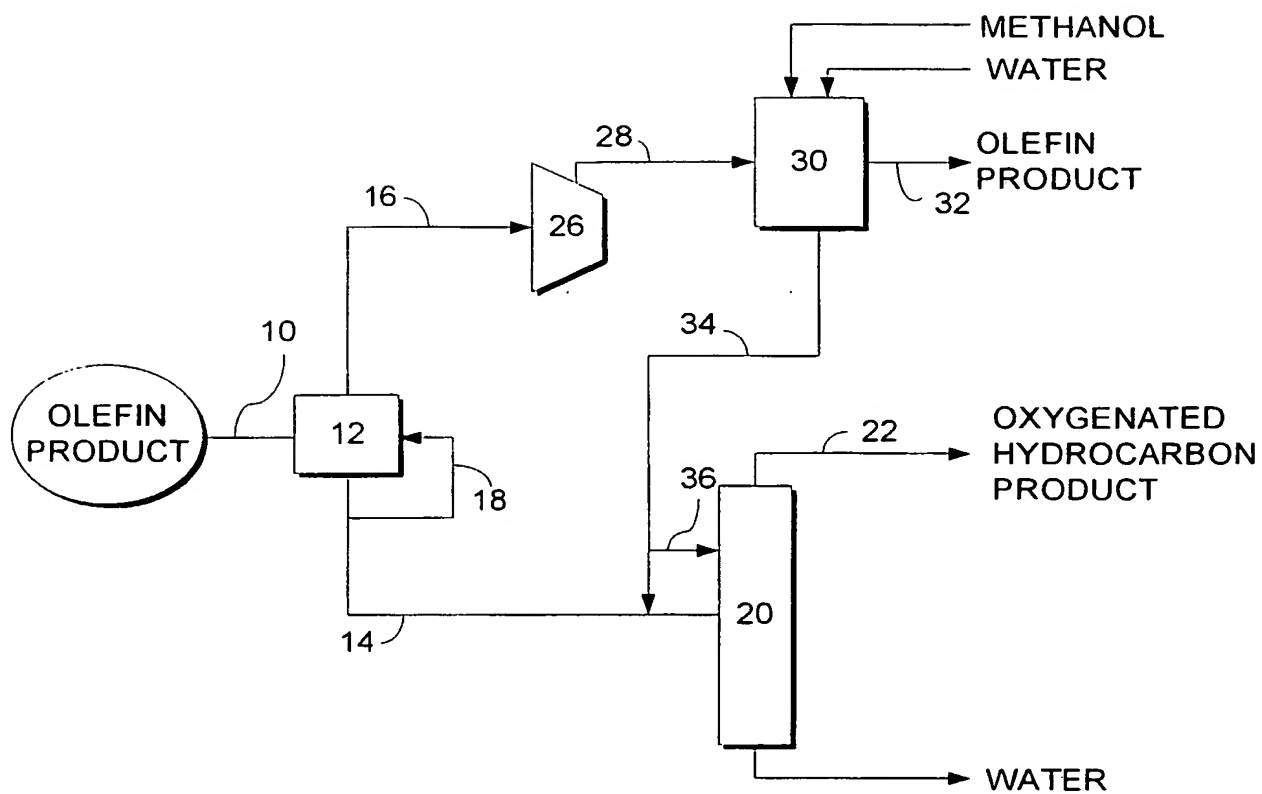 METHANOL
WATER
28
30
OLEFIN
PRODUCT
32
16
26
34
10
OLEFIN
PRODUCT
12
18
36
22
OXYGENATED
HYDROCARBON
PRODUCT
20
14
WATER